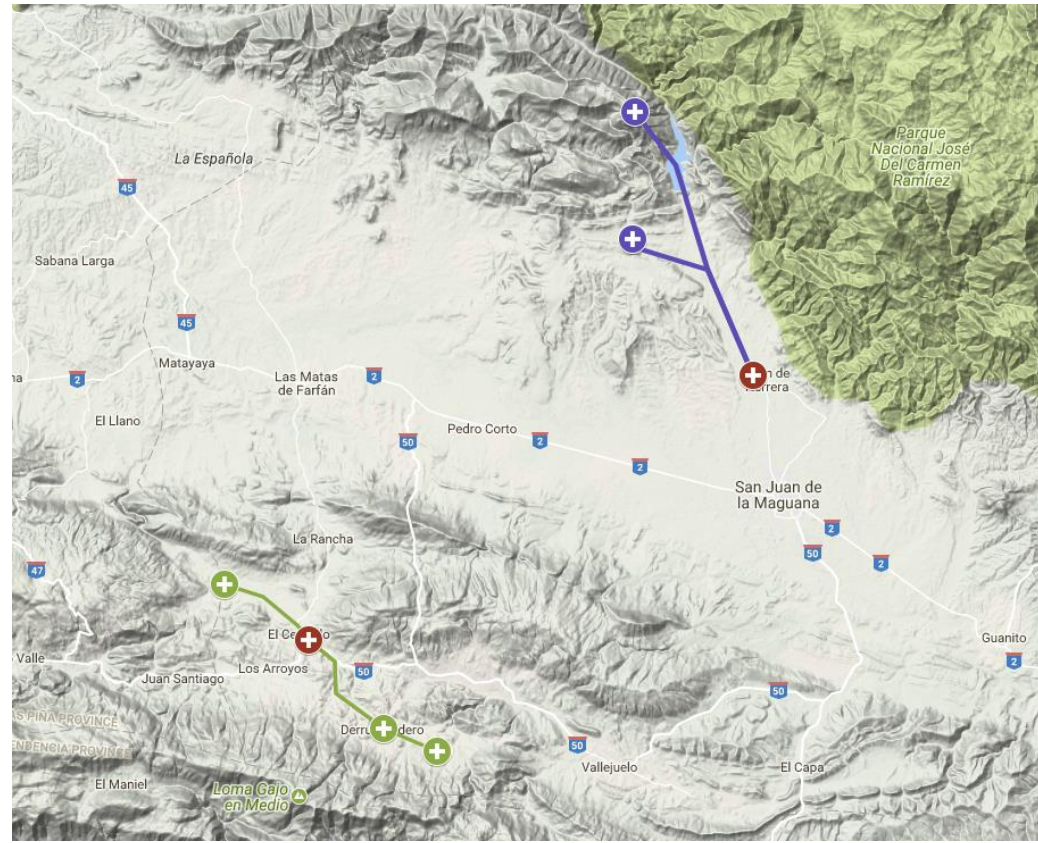 Parque
Nacional José
Del Carmen
Ramírez
La Española
45
Sabana Larga
45
Matayaya
2
Las Matas
de Farfán
2
El Llano
Pedro Corto
50
2
2
San Juan de
la Maguana
2
50
2
La Rancha
47
Guanito
2
Valle
Los Arroyos
50
Juan Santiago
50
50
Vallejuelo
El Capa
El Maniel
Loma Gajo
en Medio